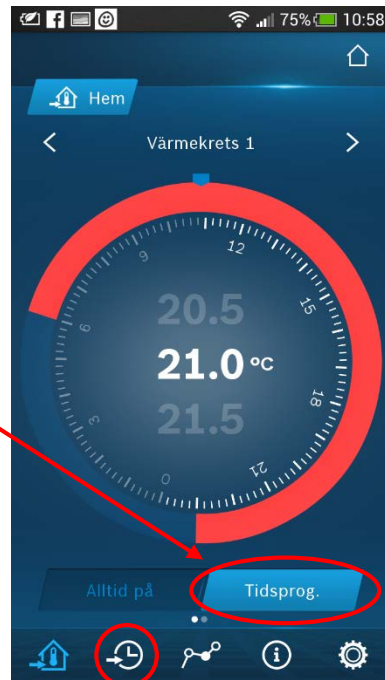 75% 10:58
Hem
Värmekrets 1
9
12
6
20.5
15
21.0 °C
3
21.5
18
0
21
Alltid på
Tidsprog.